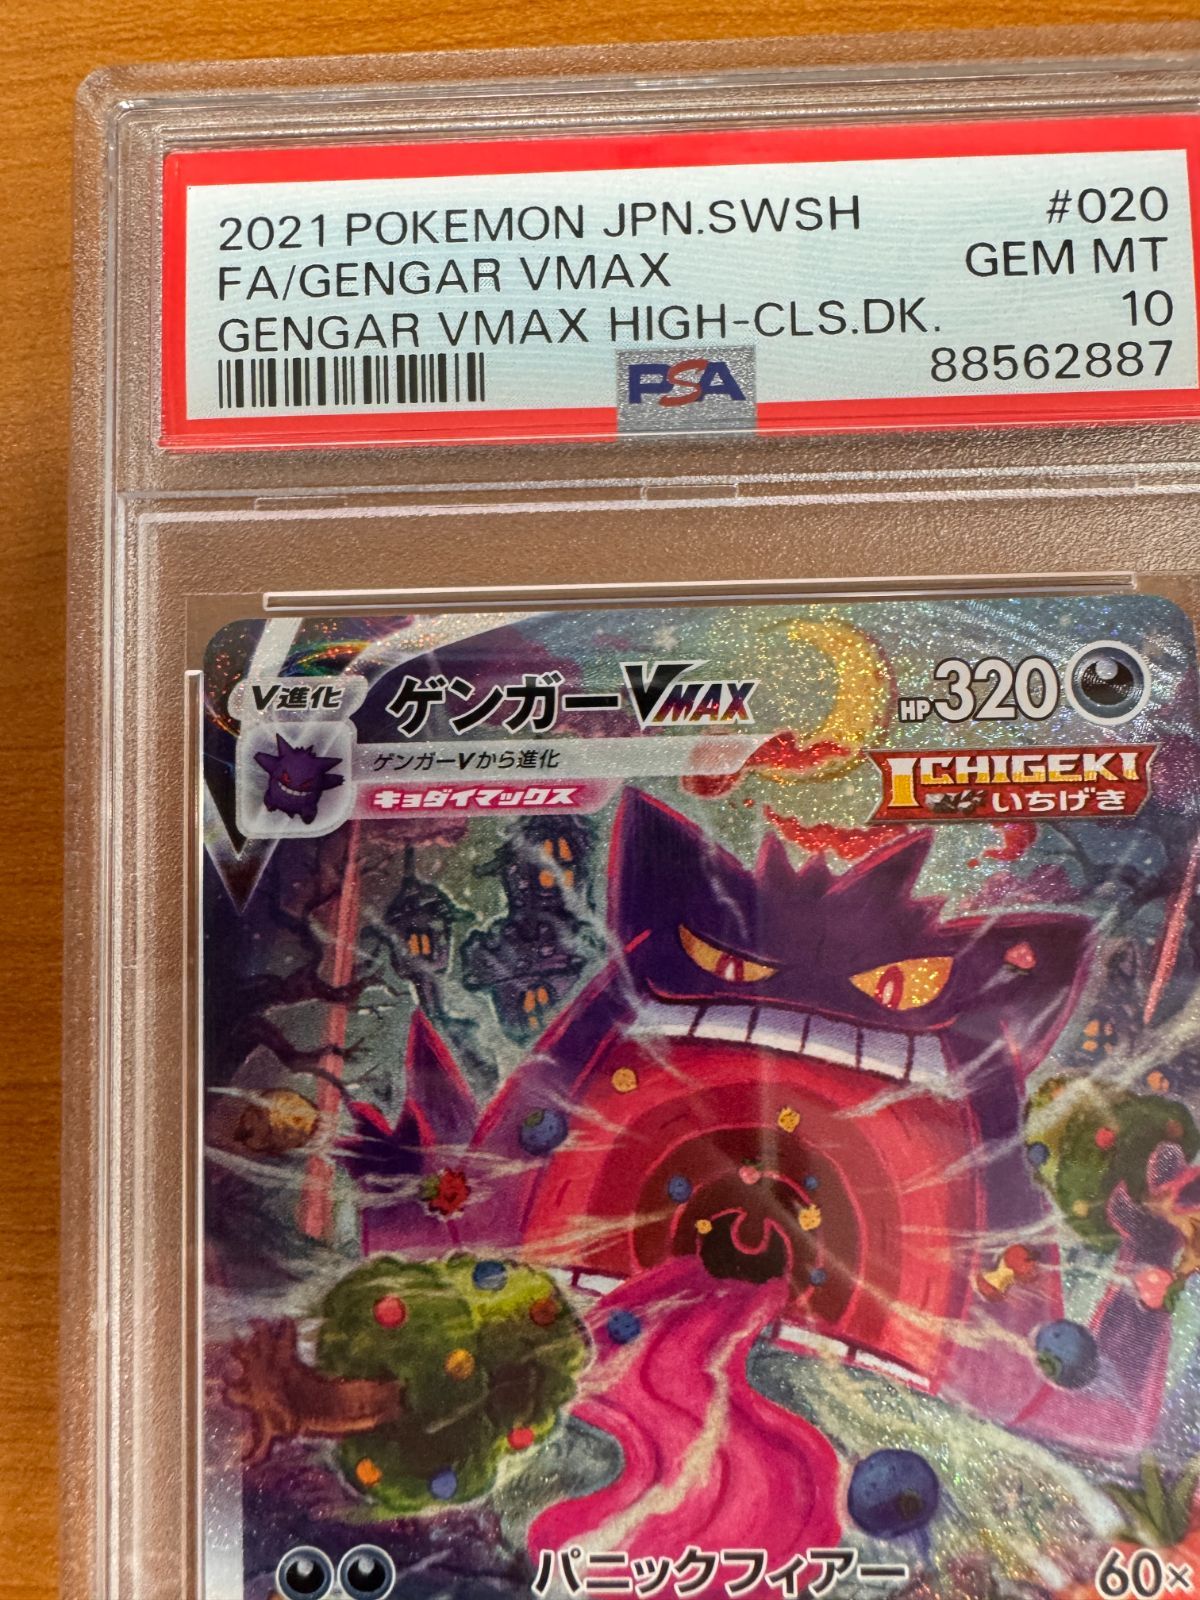 2021 POKEMON JPN.SWSH #020
FA/GENGAR VMAX GEM MT
GENGAR VMAX HIGH-CLS.DK. 10
PSA 88562887
V進化 ゲンガーVMAX HP320
ゲンガーVから進化
キョダイマックス
ICHIGEKI
いちげき
パニックフィアー 60×